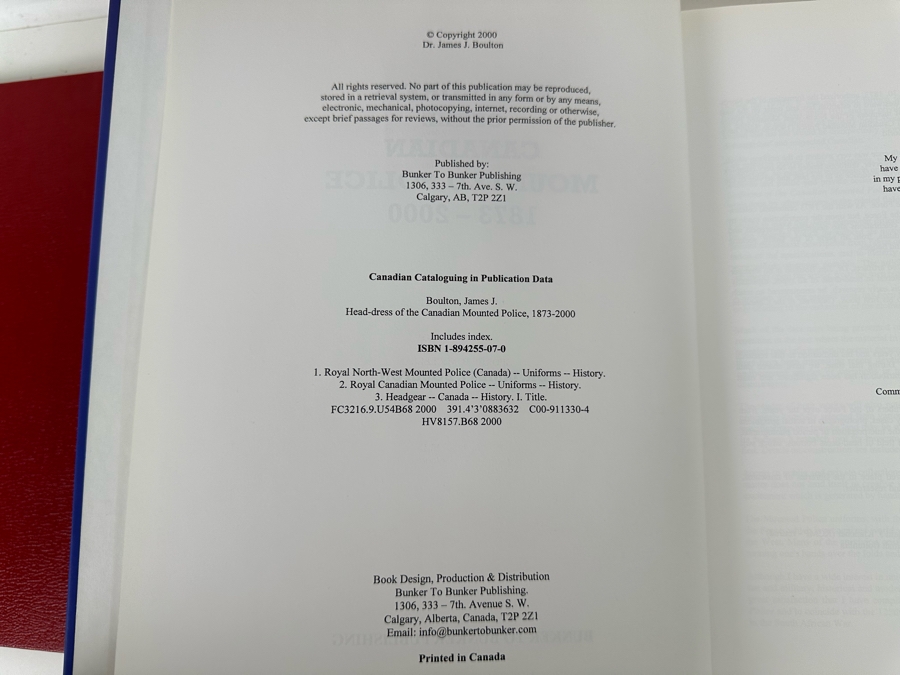 © Copyright 2000
Dr. James J. Boulton
All rights reserved. No part of this publication may be reproduced,
stored in a retrieval system, or transmitted in any form or by any means,
electronic, mechanical, photocopying, internet, recording or otherwise,
except brief passages for reviews, without the prior permission of the publisher.
Published by:
Bunker To Bunker Publishing
1306, 333 – 7th. Ave. S. W.
Calgary, AB, T2P 2Z1
Canadian Cataloguing in Publication Data
Boulton, James J.
Head-dress of the Canadian Mounted Police, 1873-2000
Includes index.
ISBN 1-894255-07-0
1. Royal North-West Mounted Police (Canada) -- Uniforms -- History.
2. Royal Canadian Mounted Police -- Uniforms -- History.
3. Headgear -- Canada -- History. I. Title.
FC3216.9.U54B68 2000 391.4'3'0883632 C00-911330-4
HV8157.B68 2000
Book Design, Production & Distribution
Bunker To Bunker Publishing.
1306, 333 – 7th. Avenue S. W.
Calgary, Alberta, Canada, T2P 2Z1
Email: info@bunkertobunker.com
Printed in Canada
My
have
in my
have